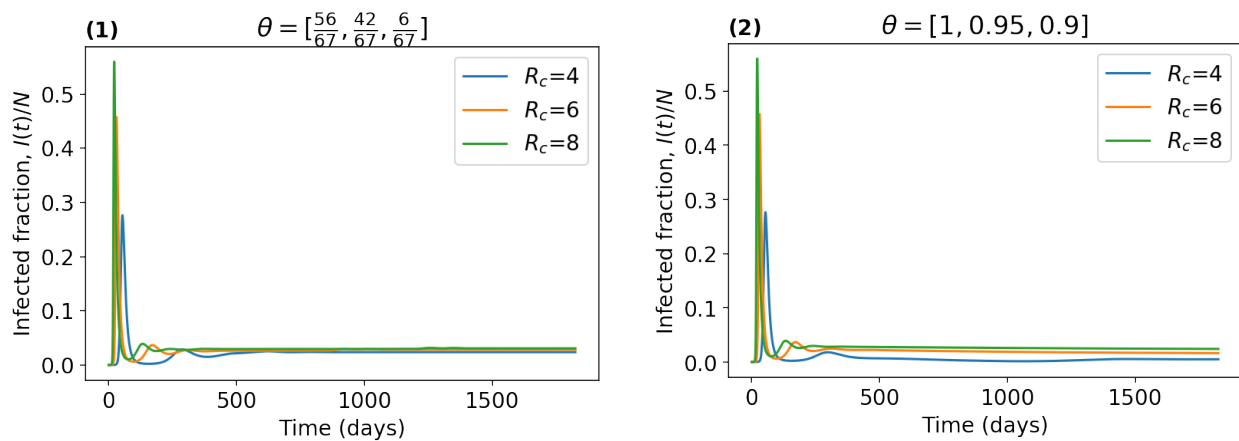 (1) θ = [56/67, 42/67, 6/67]
Infected fraction, I(t)/N
0.5
0.4
0.3
0.2
0.1
0.0
R_c=4
R_c=6
R_c=8
0 500 1000 1500
Time (days)
(2) θ = [1, 0.95, 0.9]
Infected fraction, I(t)/N
0.5
0.4
0.3
0.2
0.1
0.0
R_c=4
R_c=6
R_c=8
0 500 1000 1500
Time (days)